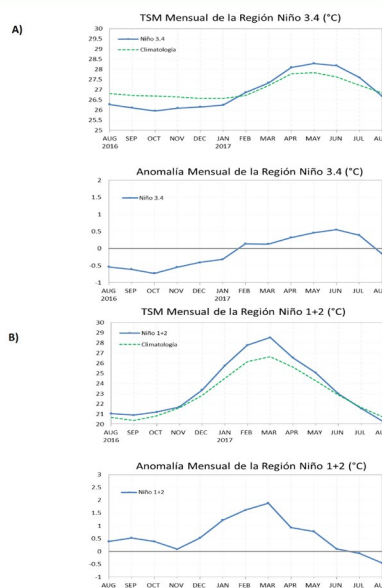 A)
TSM Mensual de la Región Niño 3.4 (°C)
30
29.5
29
28.5
28
27.5
27
26.5
26
25.5
25
Niño 3.4
Climatología
AUG SEP OCT NOV DEC JAN FEB MAR APR MAY JUN JUL AU
2016 2017
Anomalía Mensual de la Región Niño 3.4 (°C)
2
1.5
1
0.5
0
-0.5
-1
Niño 3.4
AUG SEP OCT NOV DEC JAN FEB MAR APR MAY JUN JUL AU
2016 2017
B)
TSM Mensual de la Región Niño 1+2 (°C)
30
29
28
27
26
25
24
23
22
21
20
Niño 1+2
Climatología
AUG SEP OCT NOV DEC JAN FEB MAR APR MAY JUN JUL AU
2016 2017
Anomalía Mensual de la Región Niño 1+2 (°C)
3
2.5
2
1.5
1
0.5
0
-0.5
-1
Niño 1+2
AUG SEP OCT NOV DEC JAN FEB MAR APR MAY JUN JUL AU